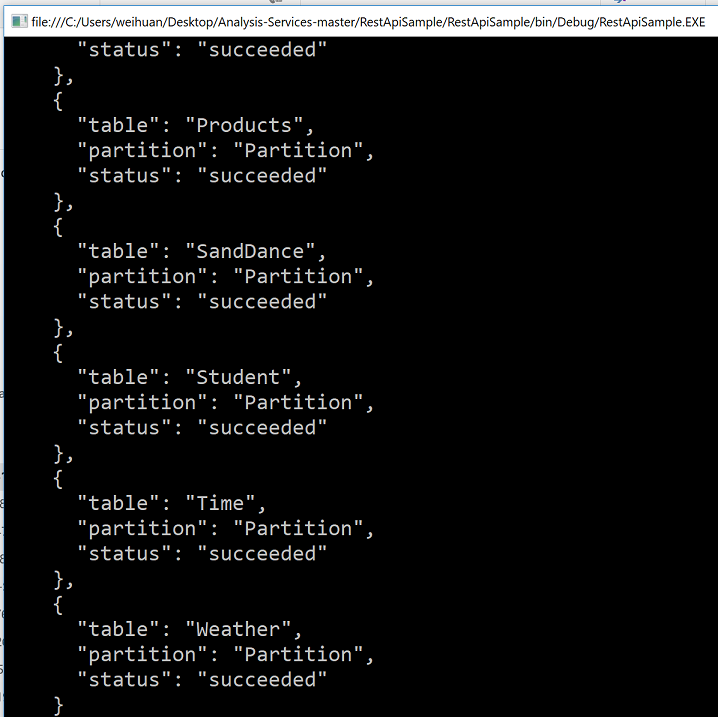 file:///C:/Users/weihuan/Desktop/Analysis-Services-master/RestApiSample/RestApiSample/bin/Debug/RestApiSample.EXE
"status": "succeeded"
},
{
"table": "Products",
"partition": "Partition",
"status": "succeeded"
},
{
"table": "SandDance",
"partition": "Partition",
"status": "succeeded"
},
{
"table": "Student",
"partition": "Partition",
"status": "succeeded"
},
{
"table": "Time",
"partition": "Partition",
"status": "succeeded"
},
{
"table": "Weather",
"partition": "Partition",
"status": "succeeded"
}